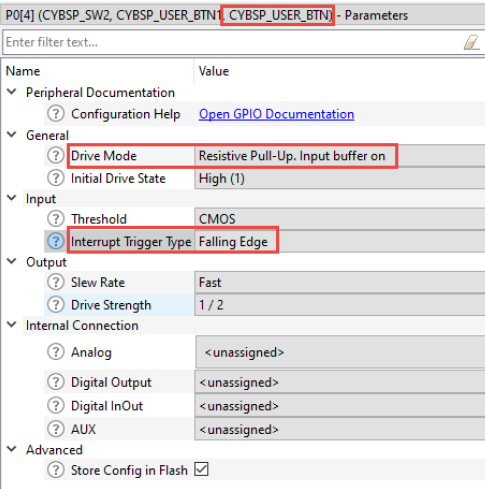 P0[4] (CYBSP_SW2, CYBSP_USER_BTN1, CYBSP_USER_BTN) - Parameters
Enter filter text...
Name Value
Peripheral Documentation
? Configuration Help Open GPIO Documentation
General
? Drive Mode Resistive Pull-Up. Input buffer on
? Initial Drive State High (1)
Input
? Threshold CMOS
? Interrupt Trigger Type Falling Edge
Output
? Slew Rate Fast
? Drive Strength 1 / 2
Internal Connection
? Analog <unassigned>
? Digital Output <unassigned>
? Digital InOut <unassigned>
? AUX <unassigned>
Advanced
? Store Config in Flash